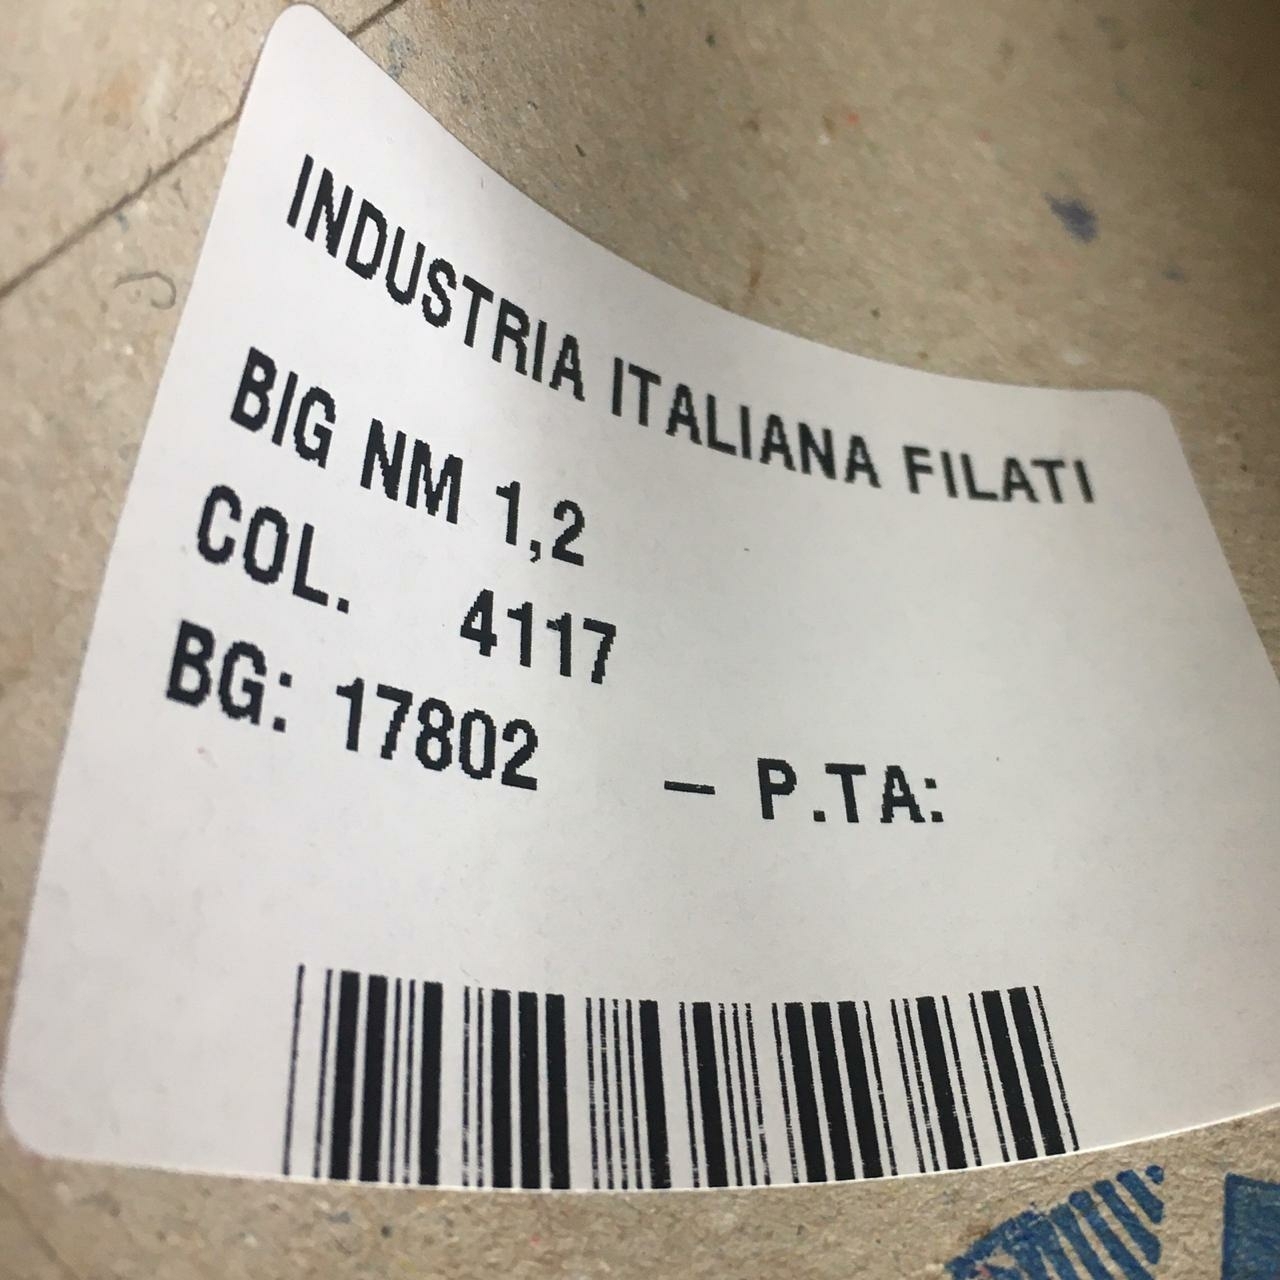 INDUSTRIA ITALIANA FILATI
BIG NM 1,2
COL. 4117
BG: 17802 – P.TA: